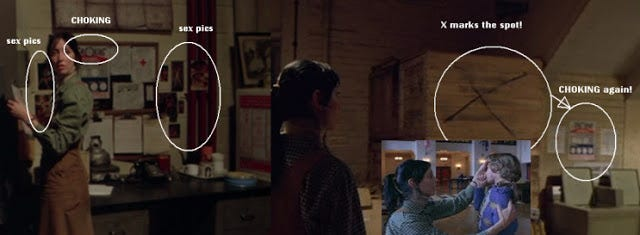 CHOKING
sex pics
sex pics
X marks the spot!
CHOKING again!